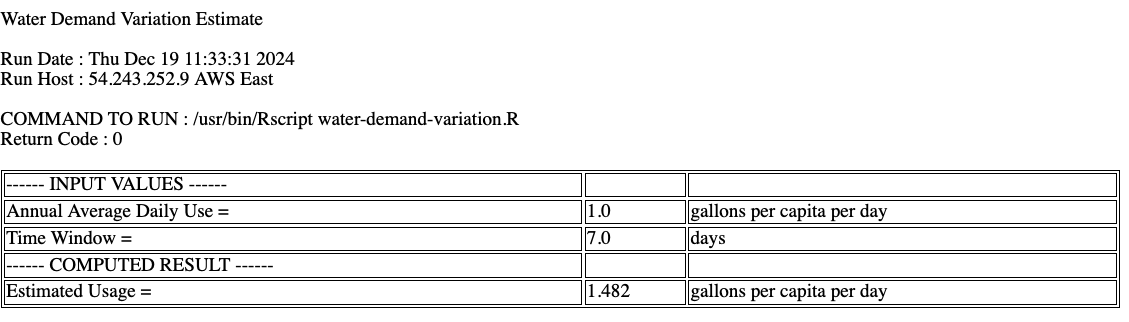 Water Demand Variation Estimate
Run Date : Thu Dec 19 11:33:31 2024
Run Host : 54.243.252.9 AWS East
COMMAND TO RUN : /usr/bin/Rscript water-demand-variation.R
Return Code : 0
------ INPUT VALUES ------
Annual Average Daily Use = 1.0 gallons per capita per day
Time Window = 7.0 days
------ COMPUTED RESULT ------
Estimated Usage = 1.482 gallons per capita per day